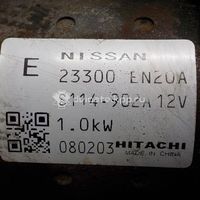 NISSAN
E 23300 EN20A
S114-902A 12V
1.0kW
080203 HITACHI
MADE IN CHINA